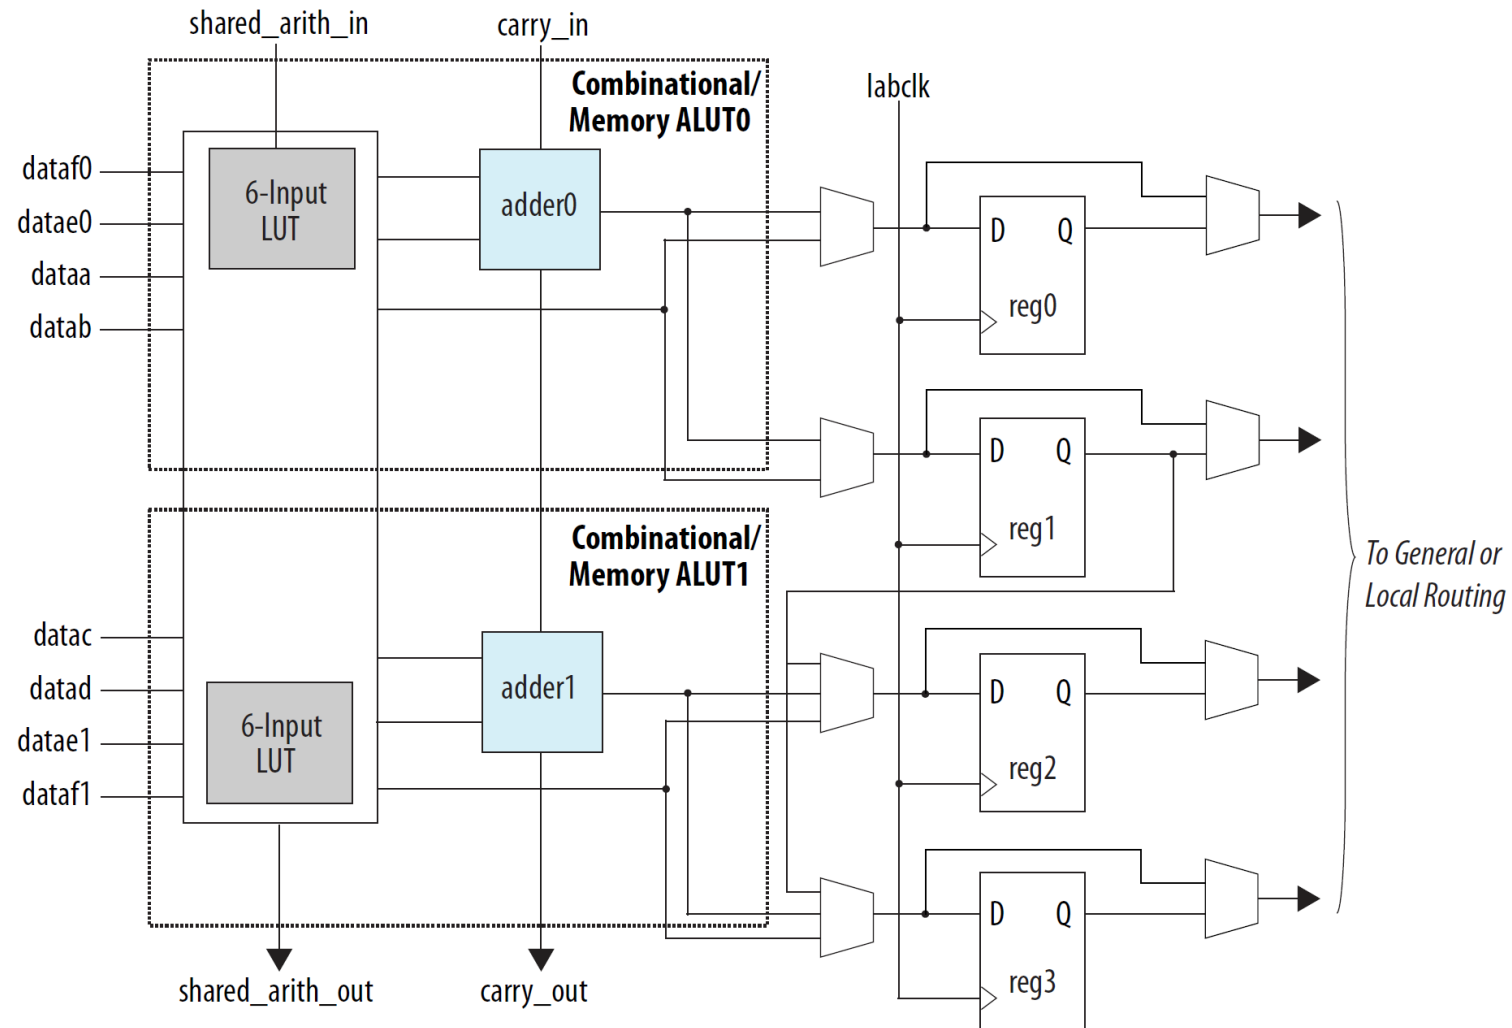 shared_arith_in
carry_in
Combinational/
Memory ALUT0
labclk
dataf0
datae0
dataa
datab
6-Input
LUT
adder0
D Q
reg0
D Q
reg1
Combinational/
Memory ALUT1
To General or
Local Routing
datac
datad
datae1
dataf1
6-Input
LUT
adder1
D Q
reg2
D Q
reg3
shared_arith_out
carry_out